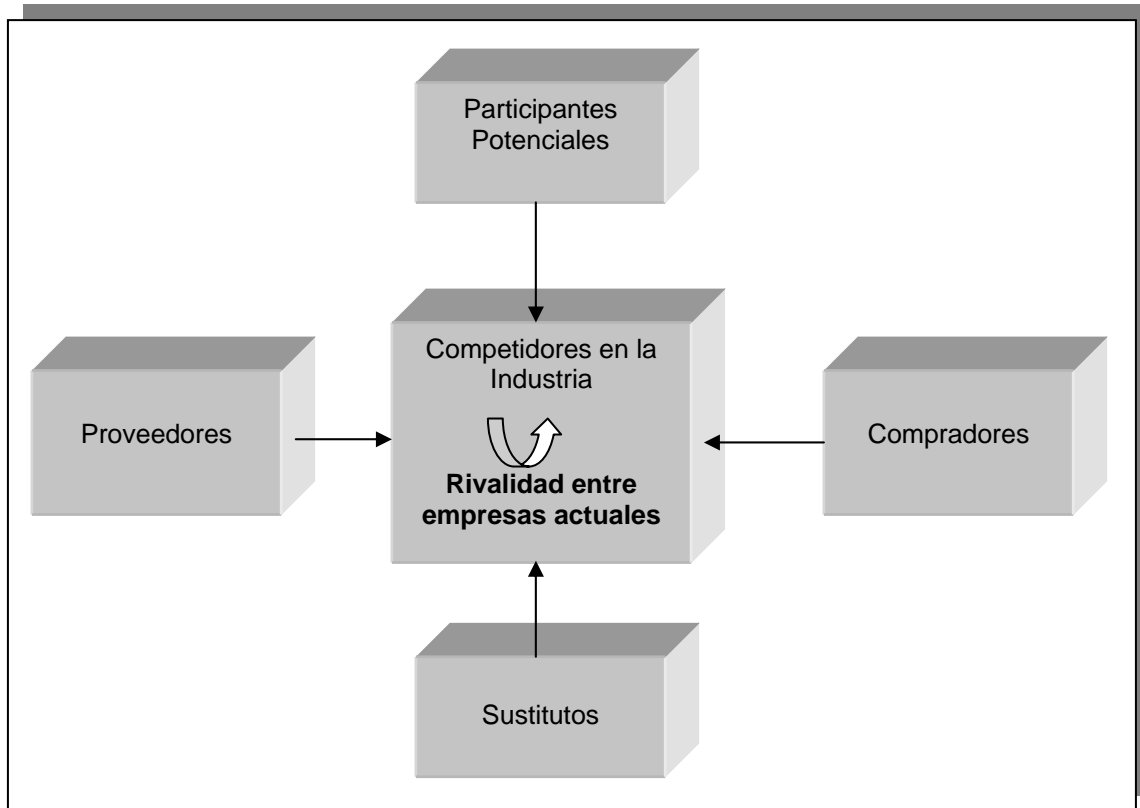 Participantes
Potenciales
Competidores en la
Industria
Rivalidad entre
empresas actuales
Proveedores
Compradores
Sustitutos